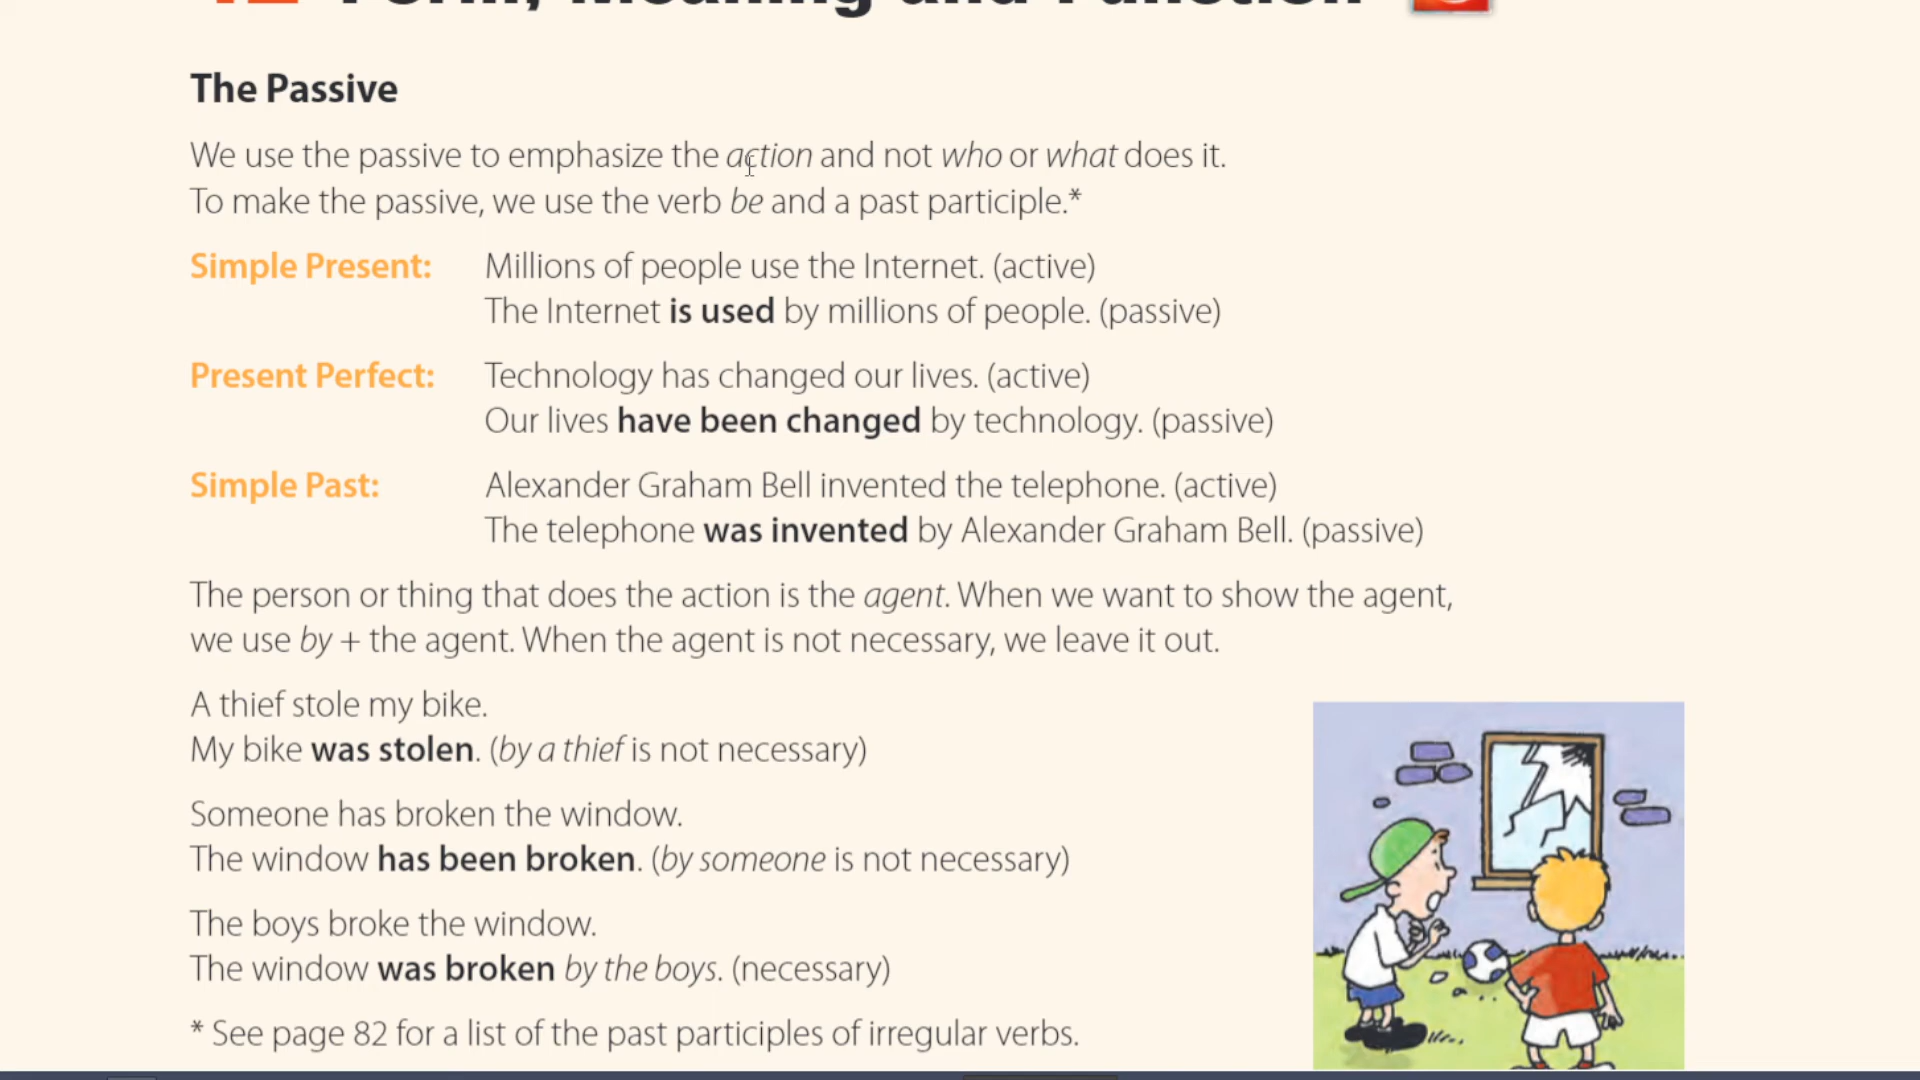 Form, Meaning and Function
The Passive
We use the passive to emphasize the action and not who or what does it.
To make the passive, we use the verb be and a past participle.*
Simple Present: Millions of people use the Internet. (active)
The Internet is used by millions of people. (passive)
Present Perfect: Technology has changed our lives. (active)
Our lives have been changed by technology. (passive)
Simple Past: Alexander Graham Bell invented the telephone. (active)
The telephone was invented by Alexander Graham Bell. (passive)
The person or thing that does the action is the agent. When we want to show the agent,
we use by + the agent. When the agent is not necessary, we leave it out.
A thief stole my bike.
My bike was stolen. (by a thief is not necessary)
Someone has broken the window.
The window has been broken. (by someone is not necessary)
The boys broke the window.
The window was broken by the boys. (necessary)
* See page 82 for a list of the past participles of irregular verbs.